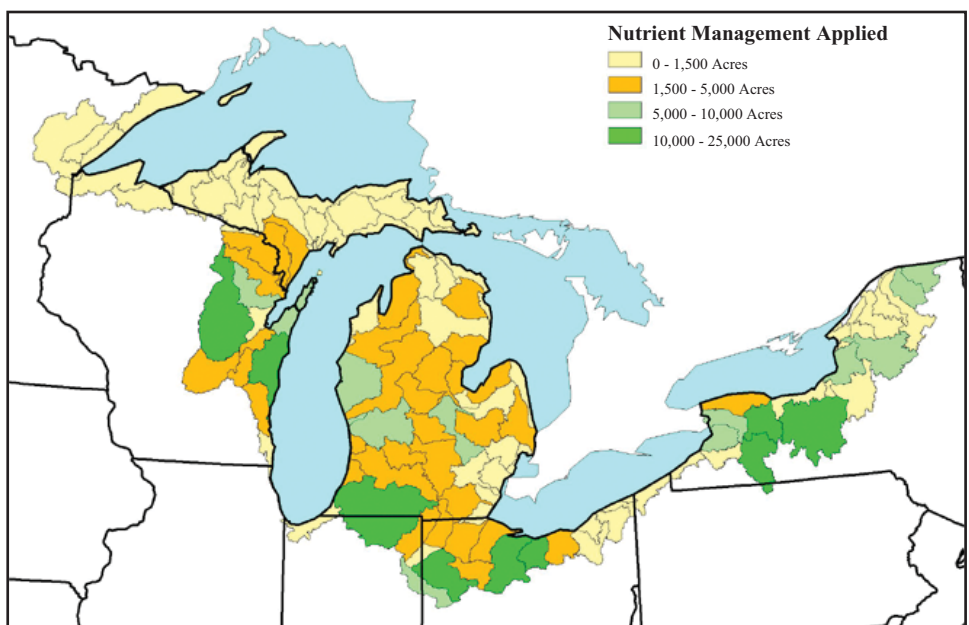 Nutrient Management Applied
0 - 1,500 Acres
1,500 - 5,000 Acres
5,000 - 10,000 Acres
10,000 - 25,000 Acres